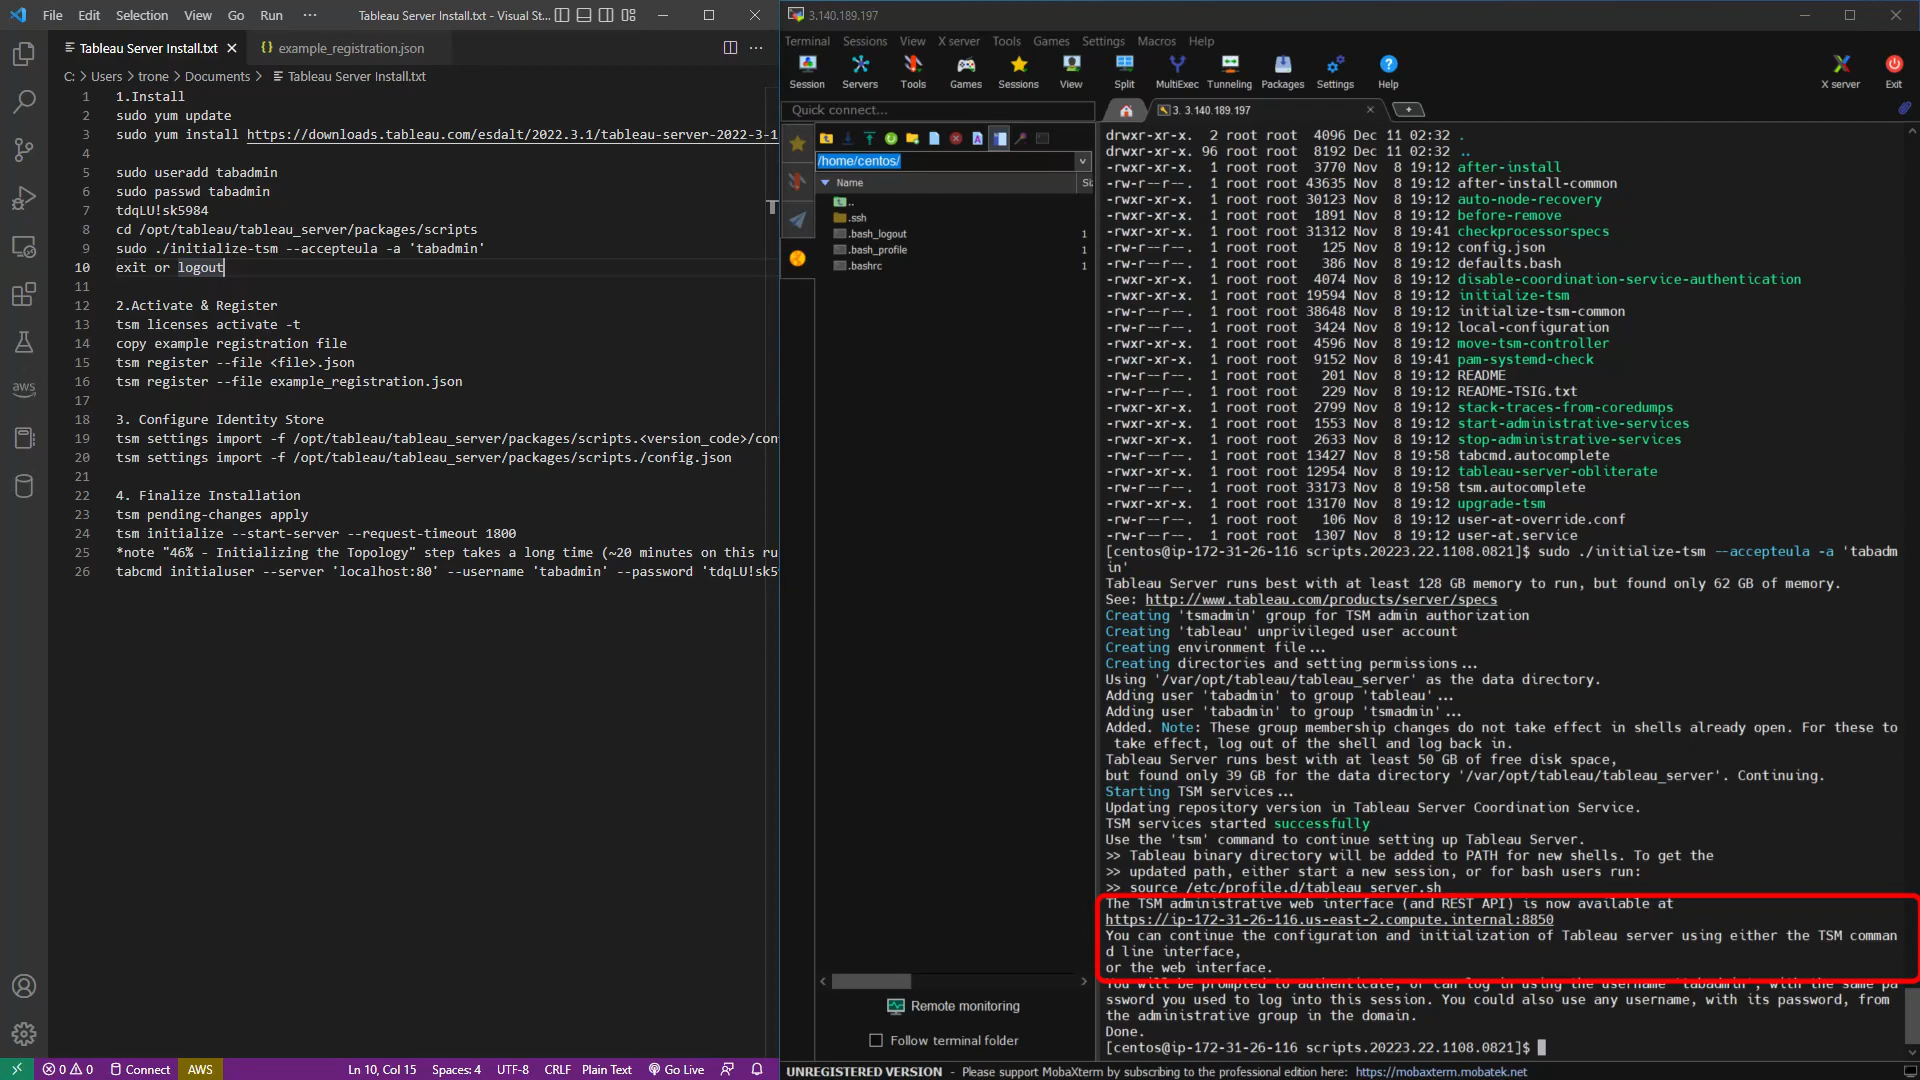 File Edit Selection View Go Run ··· Tableau Server Install.txt - Visual St...
Tableau Server Install.txt
example_registration.json
C: > Users > trone > Documents > Tableau Server Install.txt
1 1.Install
2 sudo yum update
3 sudo yum install https://downloads.tableau.com/esdalt/2022.3.1/tableau-server-2022-3-1
4
5 sudo useradd tabadmin
6 sudo passwd tabadmin
7 tdqLU!sk5984
8 cd /opt/tableau/tableau_server/packages/scripts
9 sudo ./initialize-tsm --accepteula -a 'tabadmin'
10 exit or logout
11
12 2.Activate & Register
13 tsm licenses activate -t
14 copy example registration file
15 tsm register --file <file>.json
16 tsm register --file example_registration.json
17
18 3. Configure Identity Store
19 tsm settings import -f /opt/tableau/tableau_server/packages/scripts.<version_code>/con
20 tsm settings import -f /opt/tableau/tableau_server/packages/scripts./config.json
21
22 4. Finalize Installation
23 tsm pending-changes apply
24 tsm initialize --start-server --request-timeout 1800
25 *note "46% - Initializing the Topology" step takes a long time (~20 minutes on this ru
26 tabcmd initialuser --server 'localhost:80' --username 'tabadmin' --password 'tdqLU!sk5
aws
0 0 Connect AWS Ln 10, Col 15 Spaces: 4 UTF-8 CRLF Plain Text Go Live
3.140.189.197
Terminal Sessions View X server Tools Games Settings Macros Help
Session Servers Tools Games Sessions View Split MultiExec Tunneling Packages Settings Help X server Exit
Quick connect...
3. 3.140.189.197
/home/centos/
Name Si
..
.ssh
.bash_logout 1
.bash_profile 1
.bashrc 1
Remote monitoring
Follow terminal folder
drwxr-xr-x. 2 root root 4096 Dec 11 02:32 .
drwxr-xr-x. 96 root root 8192 Dec 11 02:32 ..
-rwxr-xr-x. 1 root root 3770 Nov 8 19:12 after-install
-rw-r--r--. 1 root root 43635 Nov 8 19:12 after-install-common
-rwxr-xr-x. 1 root root 30123 Nov 8 19:12 auto-node-recovery
-rwxr-xr-x. 1 root root 1891 Nov 8 19:12 before-remove
-rwxr-xr-x. 1 root root 31312 Nov 8 19:41 checkprocessorspecs
-rw-r--r--. 1 root root 125 Nov 8 19:12 config.json
-rw-r--r--. 1 root root 386 Nov 8 19:12 defaults.bash
-rwxr-xr-x. 1 root root 4074 Nov 8 19:12 disable-coordination-service-authentication
-rwxr-xr-x. 1 root root 19594 Nov 8 19:12 initialize-tsm
-rw-r--r--. 1 root root 38648 Nov 8 19:12 initialize-tsm-common
-rw-r--r--. 1 root root 3424 Nov 8 19:12 local-configuration
-rwxr-xr-x. 1 root root 4596 Nov 8 19:12 move-tsm-controller
-rwxr-xr-x. 1 root root 9152 Nov 8 19:41 pam-systemd-check
-rw-r--r--. 1 root root 201 Nov 8 19:12 README
-rw-r--r--. 1 root root 229 Nov 8 19:12 README-TSIG.txt
-rwxr-xr-x. 1 root root 2799 Nov 8 19:12 stack-traces-from-coredumps
-rwxr-xr-x. 1 root root 1553 Nov 8 19:12 start-administrative-services
-rwxr-xr-x. 1 root root 2633 Nov 8 19:12 stop-administrative-services
-rw-r--r--. 1 root root 13427 Nov 8 19:58 tabcmd.autocomplete
-rwxr-xr-x. 1 root root 12954 Nov 8 19:12 tableau-server-obliterate
-rw-r--r--. 1 root root 33173 Nov 8 19:58 tsm.autocomplete
-rwxr-xr-x. 1 root root 13170 Nov 8 19:12 upgrade-tsm
-rw-r--r--. 1 root root 106 Nov 8 19:12 user-at-override.conf
-rw-r--r--. 1 root root 1307 Nov 8 19:12 user-at.service
[centos@ip-172-31-26-116 scripts.20223.22.1108.0821]$ sudo ./initialize-tsm --accepteula -a 'tabadm
in'
Tableau Server runs best with at least 128 GB memory to run, but found only 62 GB of memory.
See: http://www.tableau.com/products/server/specs
Creating 'tsmadmin' group for TSM admin authorization
Creating 'tableau' unprivileged user account
Creating environment file...
Creating directories and setting permissions...
Using '/var/opt/tableau/tableau_server' as the data directory.
Adding user 'tabadmin' to group 'tableau'...
Adding user 'tabadmin' to group 'tsmadmin'...
Added. Note: These group membership changes do not take effect in shells already open. For these to
take effect, log out of the shell and log back in.
Tableau Server runs best with at least 50 GB of free disk space,
but found only 39 GB for the data directory '/var/opt/tableau/tableau_server'. Continuing.
Starting TSM services...
Updating repository version in Tableau Server Coordination Service.
TSM services started successfully
Use the 'tsm' command to continue setting up Tableau Server.
>> Tableau binary directory will be added to PATH for new shells. To get the
>> updated path, either start a new session, or for bash users run:
>> source /etc/profile.d/tableau_server.sh
The TSM administrative web interface (and REST API) is now available at
https://ip-172-31-26-116.us-east-2.compute.internal:8850
You can continue the configuration and initialization of Tableau server using either the TSM comman
d line interface,
or the web interface.
You will be prompted to authenticate, or can log in using the username 'tabadmin', with the same pa
ssword you used to log into this session. You could also use any username, with its password, from
the administrative group in the domain.
Done.
[centos@ip-172-31-26-116 scripts.20223.22.1108.0821]$
UNREGISTERED VERSION - Please support MobaXterm by subscribing to the professional edition here: https://mobaxterm.mobatek.net